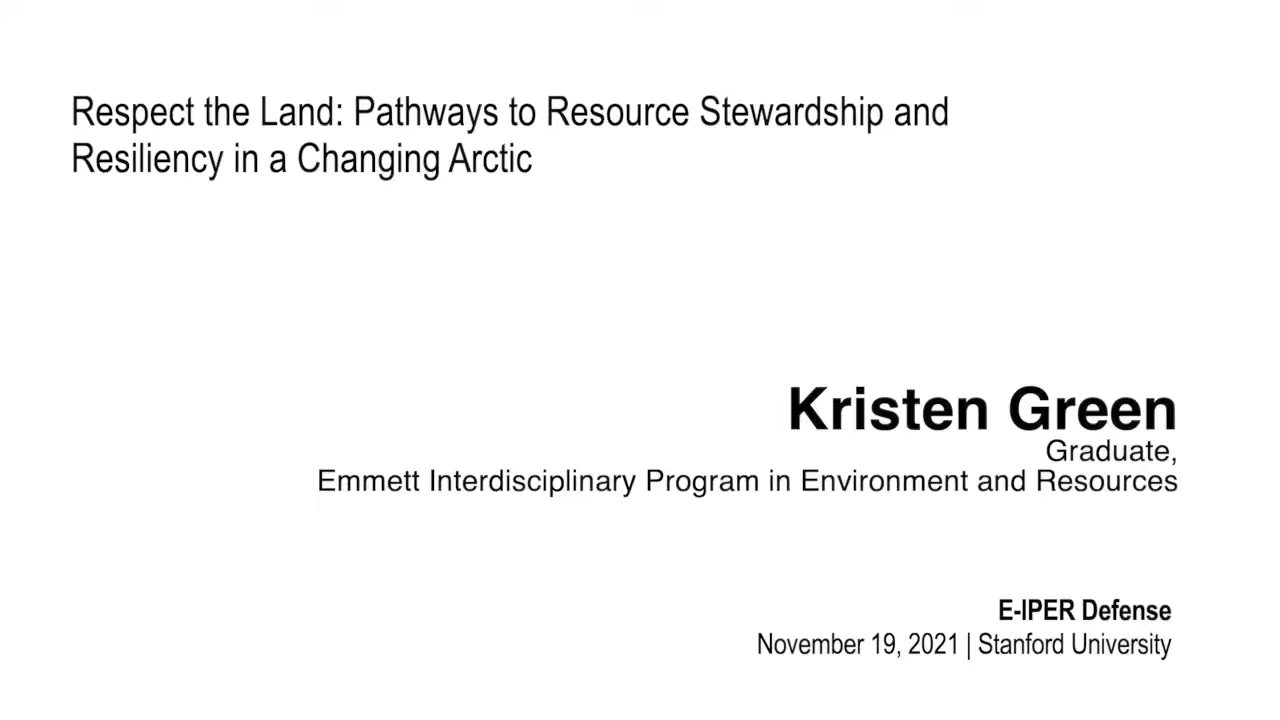 Respect the Land: Pathways to Resource Stewardship and
Resiliency in a Changing Arctic
Kristen Green
Graduate,
Emmett Interdisciplinary Program in Environment and Resources
E-IPER Defense
November 19, 2021 | Stanford University